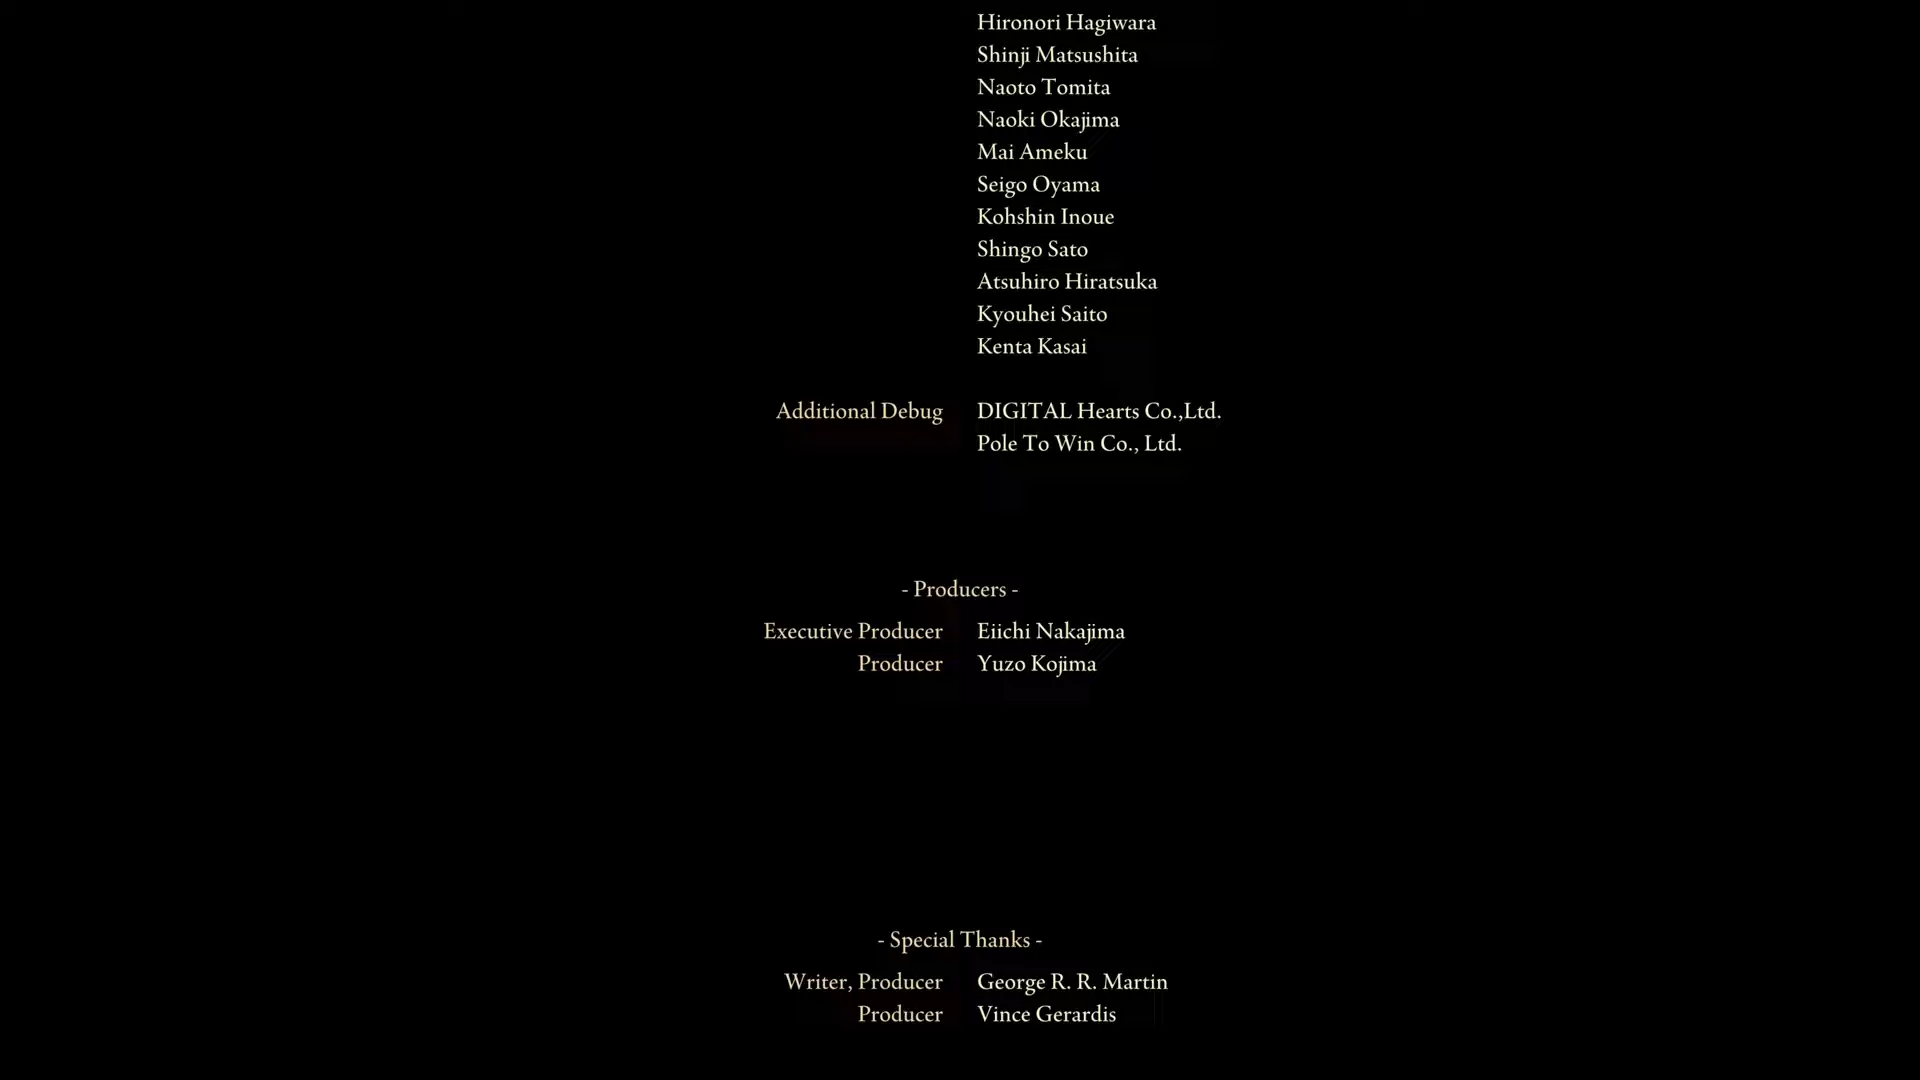 Hironori Hagiwara
Shinji Matsushita
Naoto Tomita
Naoki Okajima
Mai Ameku
Seigo Oyama
Kohshin Inoue
Shingo Sato
Atsuhiro Hiratsuka
Kyouhei Saito
Kenta Kasai
Additional Debug DIGITAL Hearts Co.,Ltd.
Pole To Win Co., Ltd.
- Producers -
Executive Producer Eiichi Nakajima
Producer Yuzo Kojima
- Special Thanks -
Writer, Producer George R. R. Martin
Producer Vince Gerardis